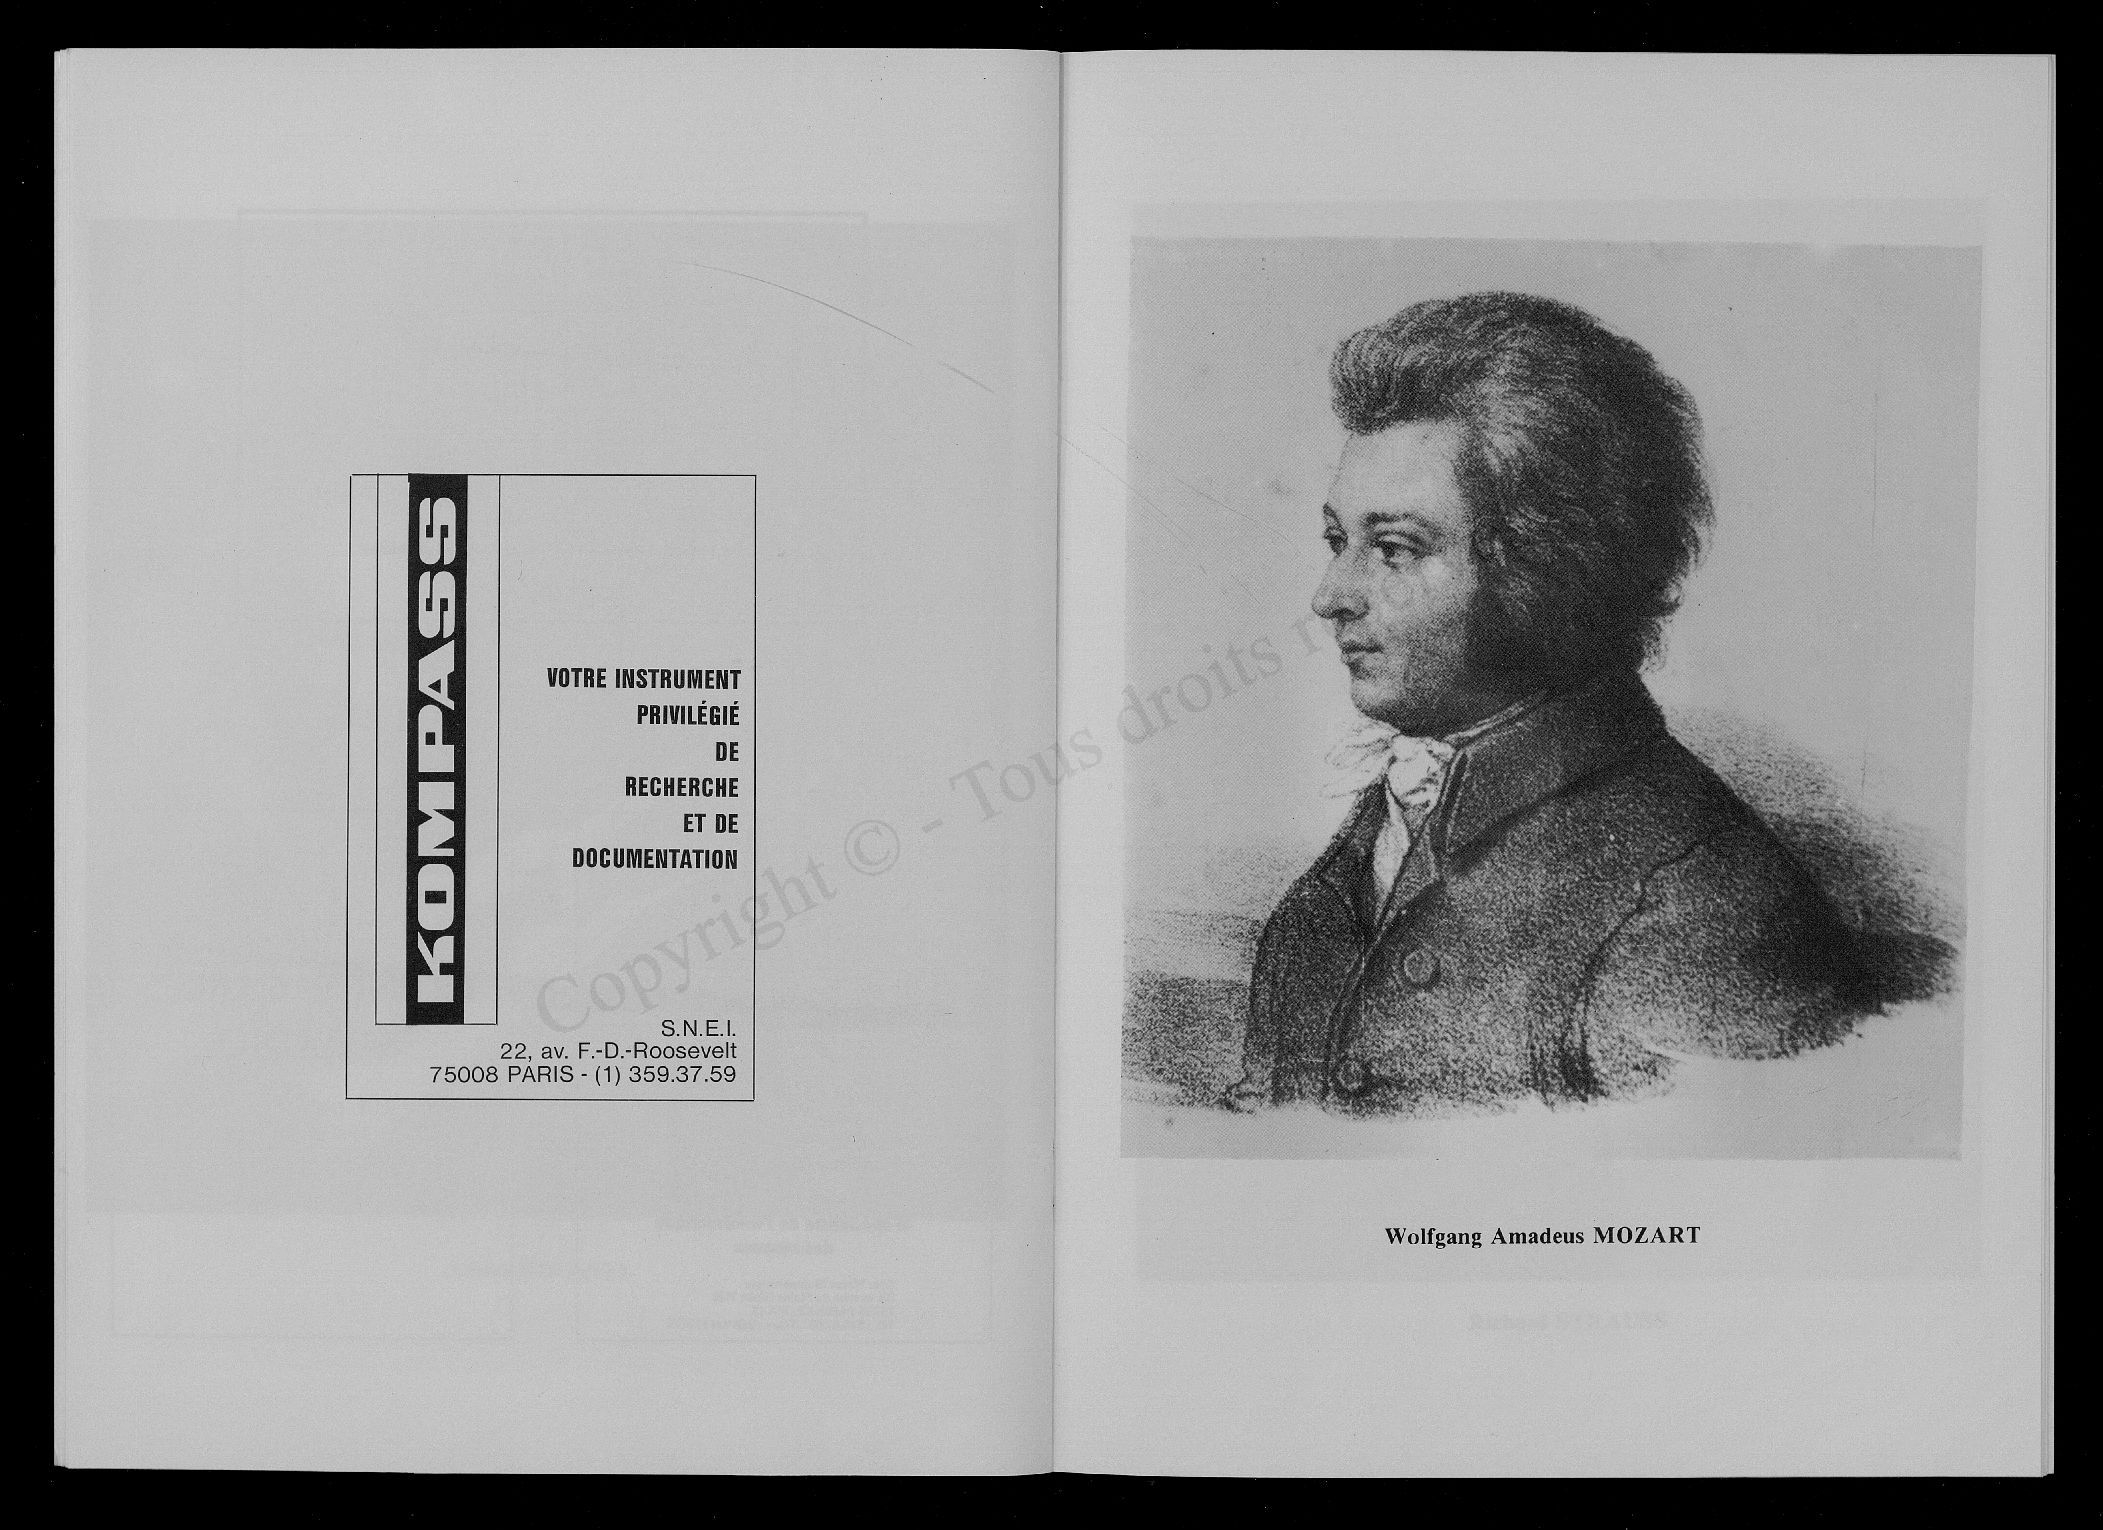 KOMPASS
VOTRE INSTRUMENT
PRIVILÉGIÉ
DE
RECHERCHE
ET DE
DOCUMENTATION
S.N.E.I.
22, av. F.-D.-Roosevelt
75008 PARIS - (1) 359.37.59
Copyright © - Tous droits
Wolfgang Amadeus MOZART